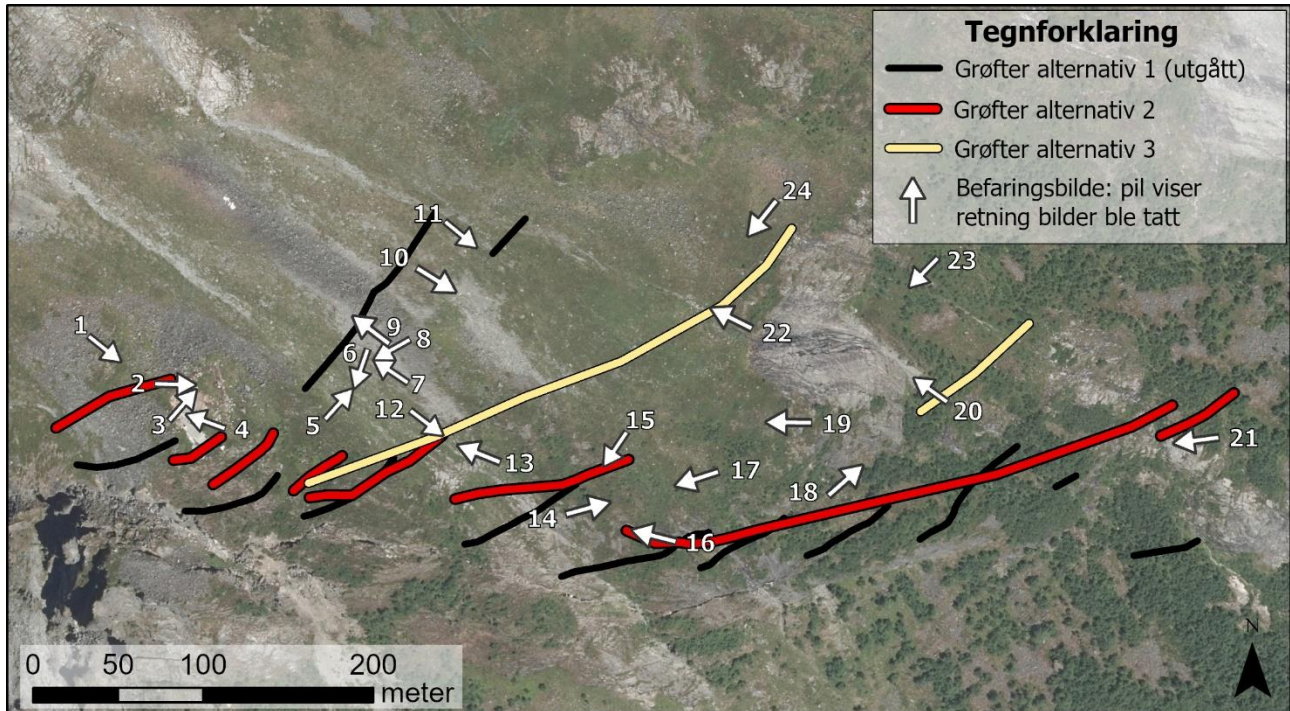 Tegnforklaring
Grøfter alternativ 1 (utgått)
Grøfter alternativ 2
Grøfter alternativ 3
Befaringsbilde: pil viser
retning bilder ble tatt
24
11
10
23
1
9
8
6
22
2
7
3
5
12
20
4
15
19
13
21
17
18
14
16
0 50 100 200
meter
N